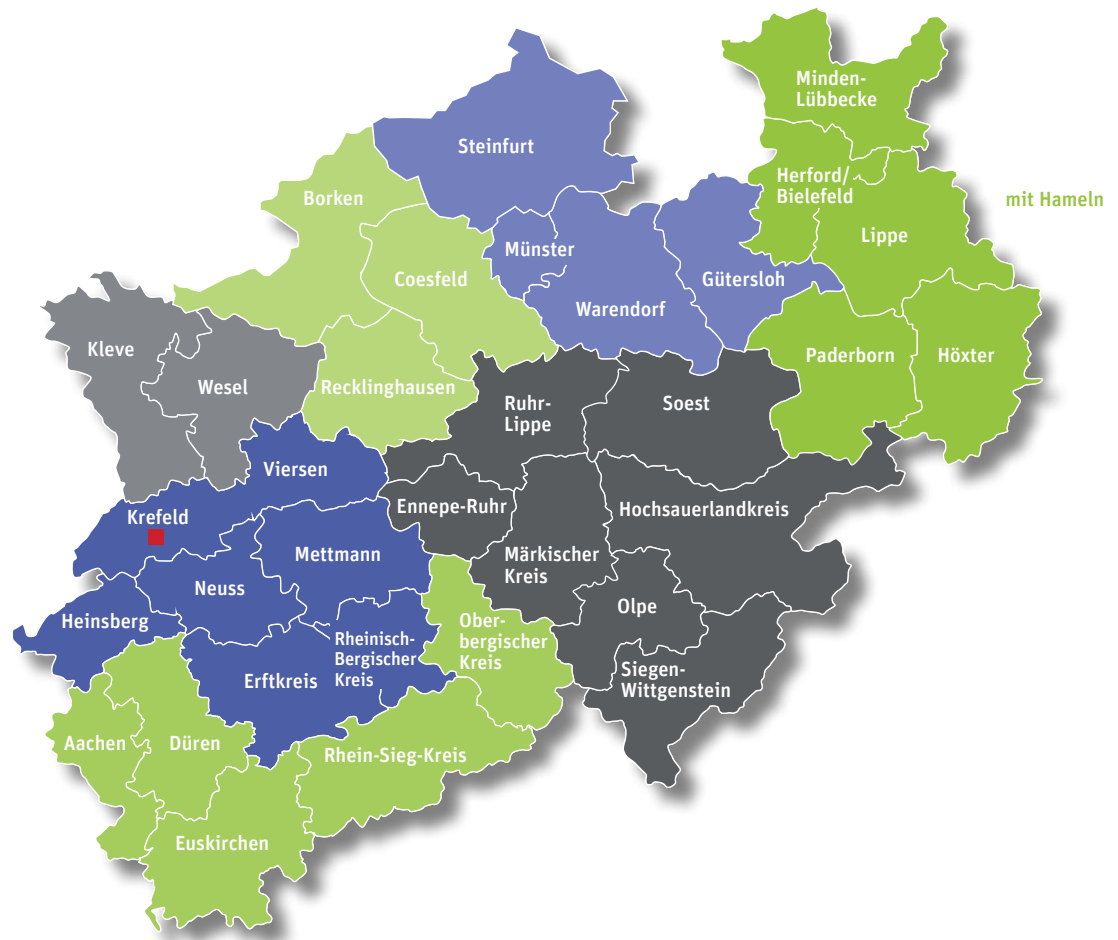 Minden-
Lübbecke
Steinfurt
Herford/
Bielefeld
Borken
mit Hameln
Lippe
Münster
Coesfeld
Gütersloh
Warendorf
Kleve
Paderborn
Höxter
Wesel
Recklinghausen
Ruhr-
Lippe
Soest
Viersen
Ennepe-Ruhr
Hochsauerlandkreis
Krefeld
Mettmann
Märkischer
Kreis
Neuss
Olpe
Heinsberg
Rheinisch-
Bergischer
Kreis
Ober-
bergischer
Kreis
Erftkreis
Siegen-
Wittgenstein
Aachen
Düren
Rhein-Sieg-Kreis
Euskirchen